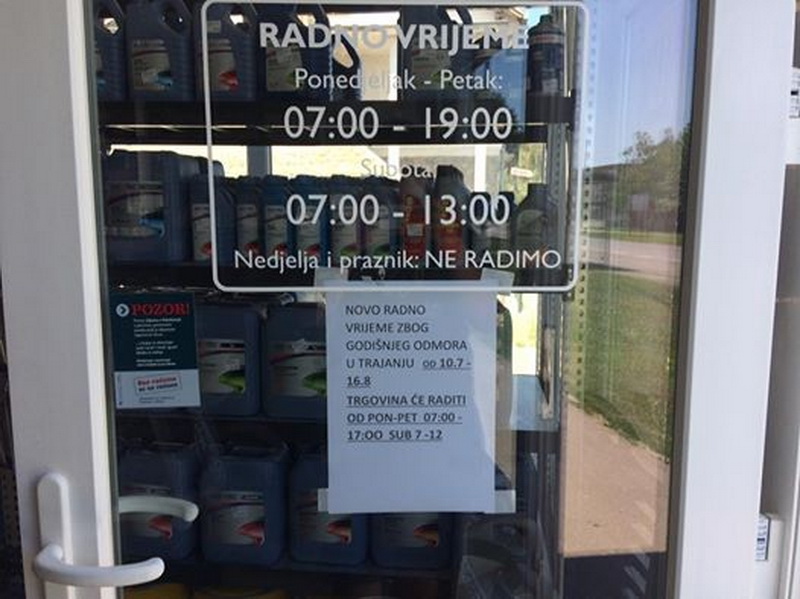 RADNO VRIJEME
Ponedjeljak - Petak:
07:00 - 19:00
Subota
07:00 - 13:00
Nedjelja i praznik: NE RADIMO
NOVO RADNO
VRIJEME ZBOG
GODIŠNJEG ODMORA
U TRAJANJU OD 10.7 -
16.8
TRGOVINA ĆE RADITI
OD PON-PET 07:00 -
17:OO SUB 7 -12
POZOR!